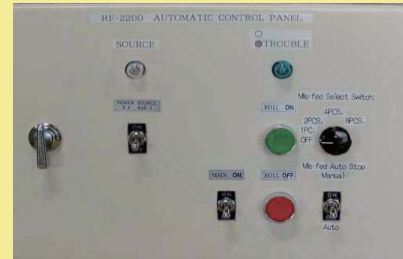 RF-2200 AUTOMATIC CONTROL PANEL
SOURCE
TROUBLE
POWER SOURCE
ON
ROLL ON
Mis-fed Select Switch:
4PCS.
2PCS.
8PCS.
1PC.
OFF
MAIN ON
ROLL OFF
Mis-fed Auto Stop
Manual
ON
ON
Auto